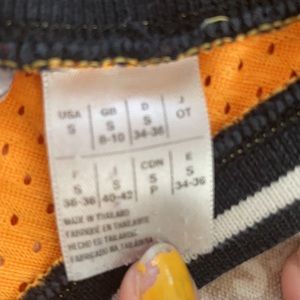 USA GB D J
S S S OT
8-10 34-36
F I CDN E
S S S S
36-38 40-42 P 34-36
MADE IN THAILAND
FABRIQUE EN THAILANDE
HECHO EN TAILANDIA
FABRICADO NA TAILANDIA